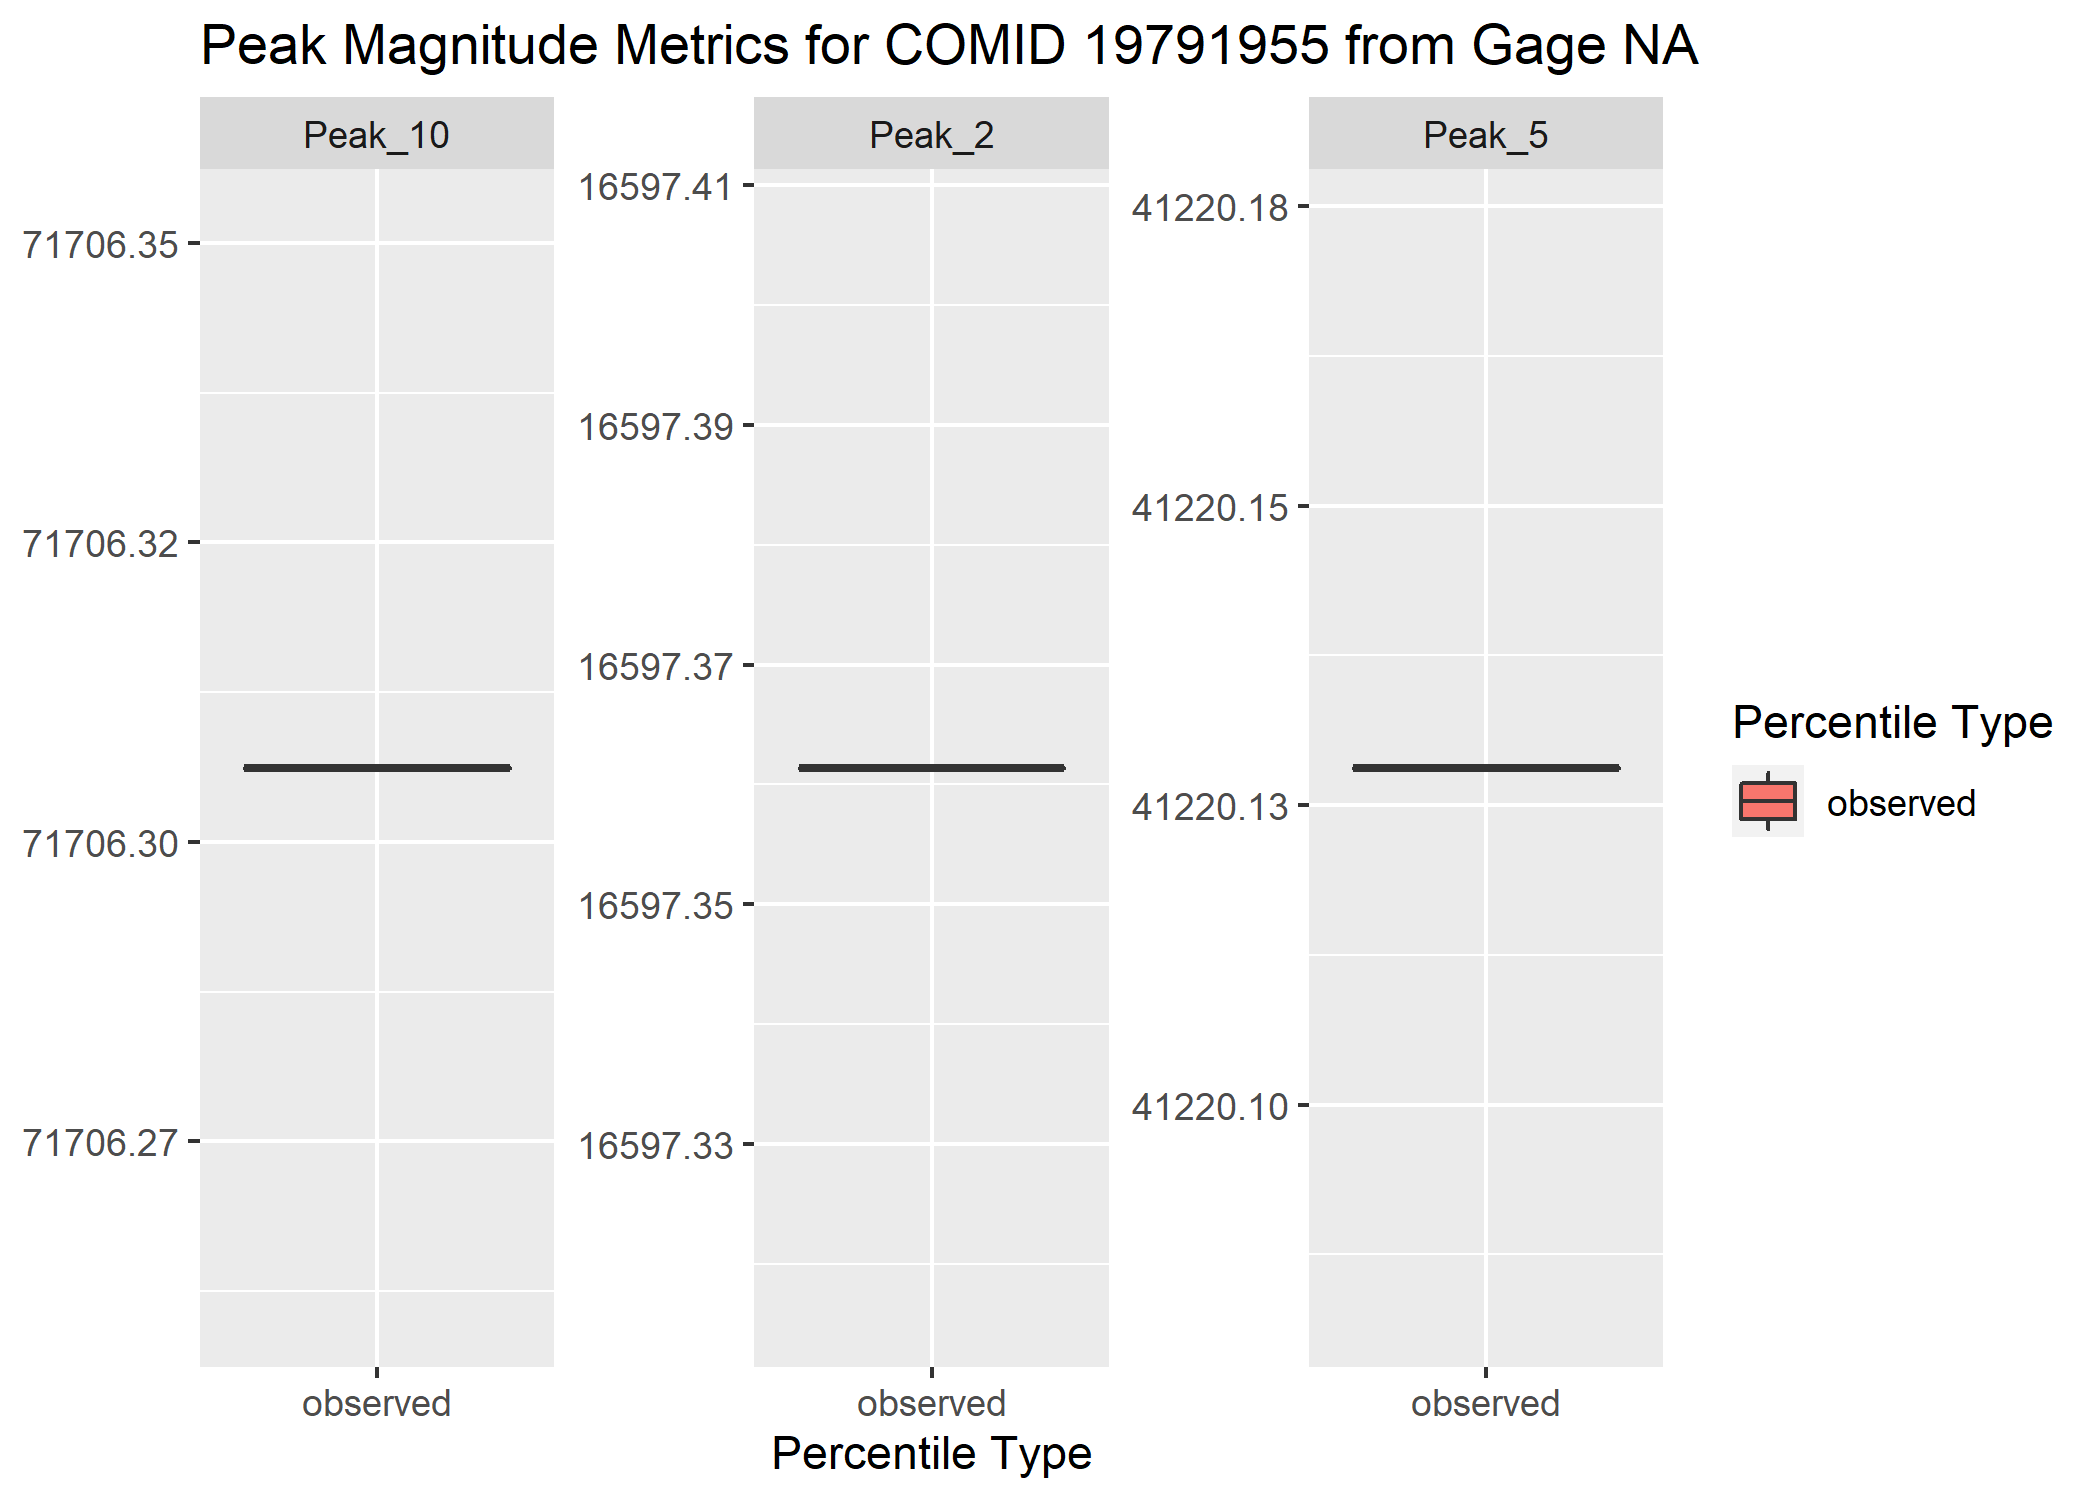 Peak Magnitude Metrics for COMID 19791955 from Gage NA
Peak_10
71706.35
71706.32
71706.30
71706.27
observed
Peak_2
16597.41
16597.39
16597.37
16597.35
16597.33
observed
Peak_5
41220.18
41220.15
41220.13
41220.10
observed
Percentile Type
Percentile Type
observed